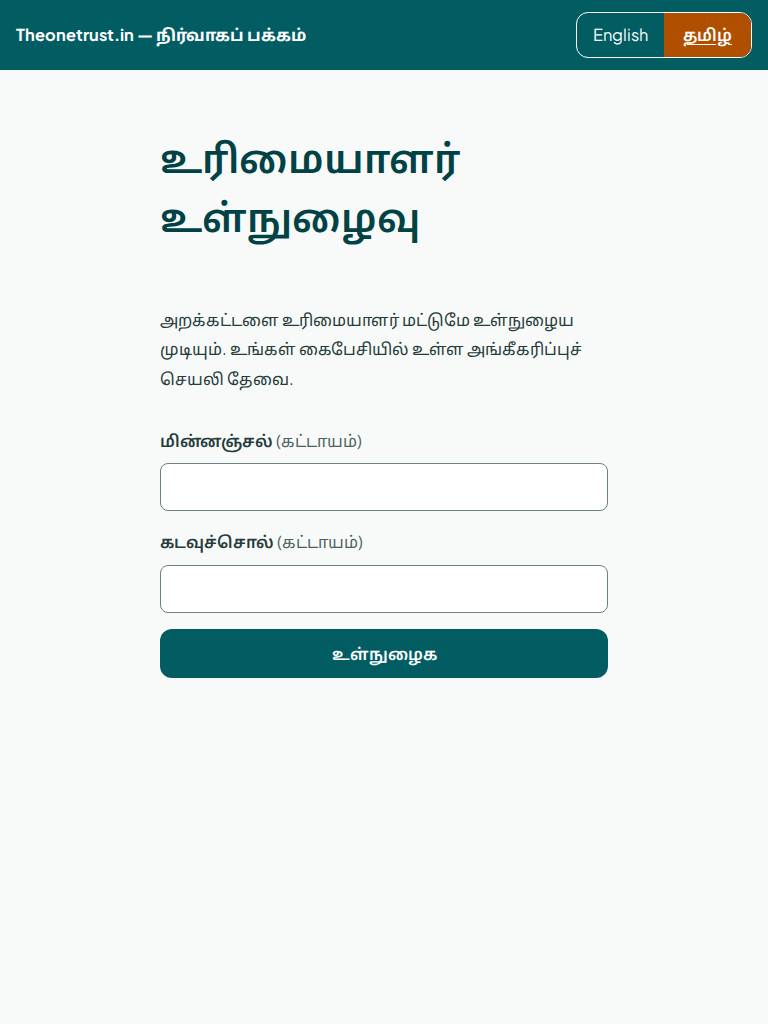 Theonetrust.in — நிர்வாகப் பக்கம்
English
தமிழ்
உரிமையாளர்
உள்நுழைவு
அறக்கட்டளை உரிமையாளர் மட்டுமே உள்நுழைய
முடியும். உங்கள் கைபேசியில் உள்ள அங்கீகரிப்புச்
செயலி தேவை.
மின்னஞ்சல் (கட்டாயம்)
கடவுச்சொல் (கட்டாயம்)
உள்நுழைக